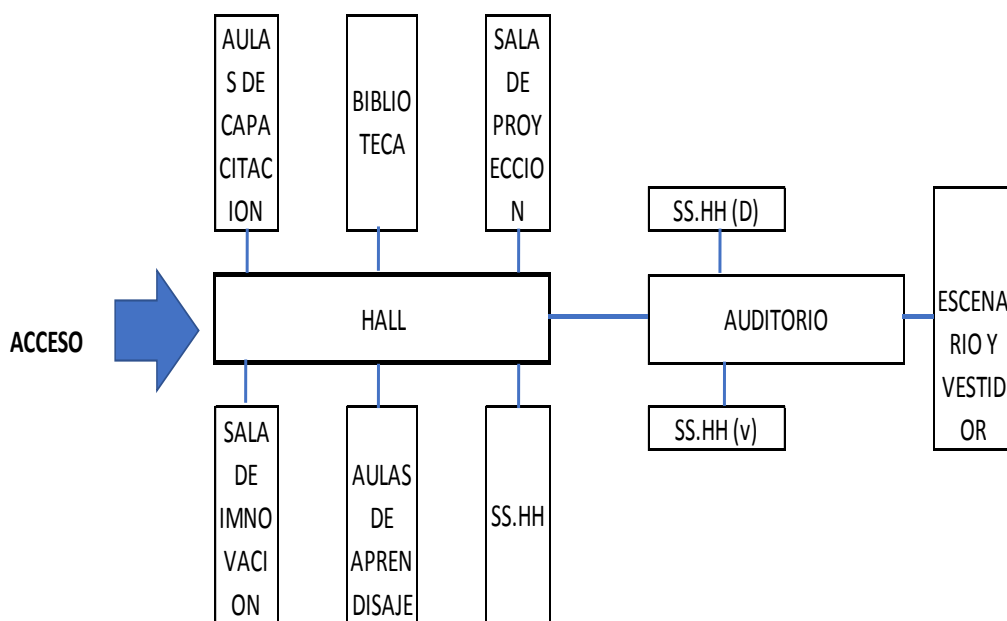 AULA
S DE
CAPA
CITAC
ION
BIBLIO
TECA
SALA
DE
PROY
ECCIO
N
SS.HH (D)
ACCESO
HALL
AUDITORIO
ESCENA
RIO Y
VESTID
OR
SS.HH (v)
SALA
DE
IMNO
VACI
ON
AULAS
DE
APREN
DISAJE
SS.HH